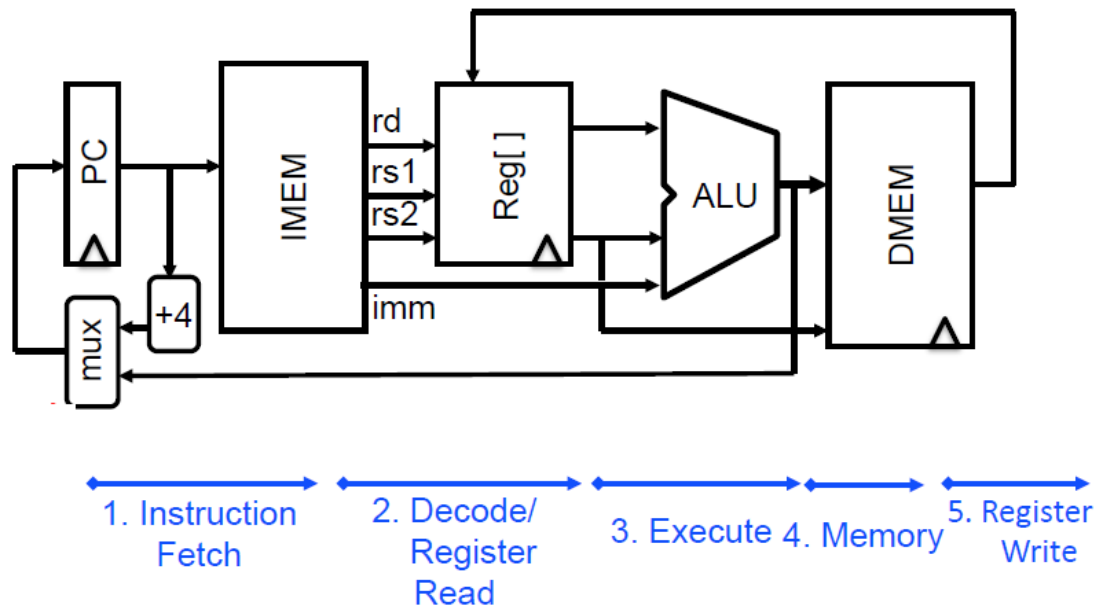 PC
+4
mux
IMEM
rd
rs1
rs2
imm
Reg[ ]
ALU
DMEM
1. Instruction
Fetch
2. Decode/
Register
Read
3. Execute
4. Memory
5. Register
Write